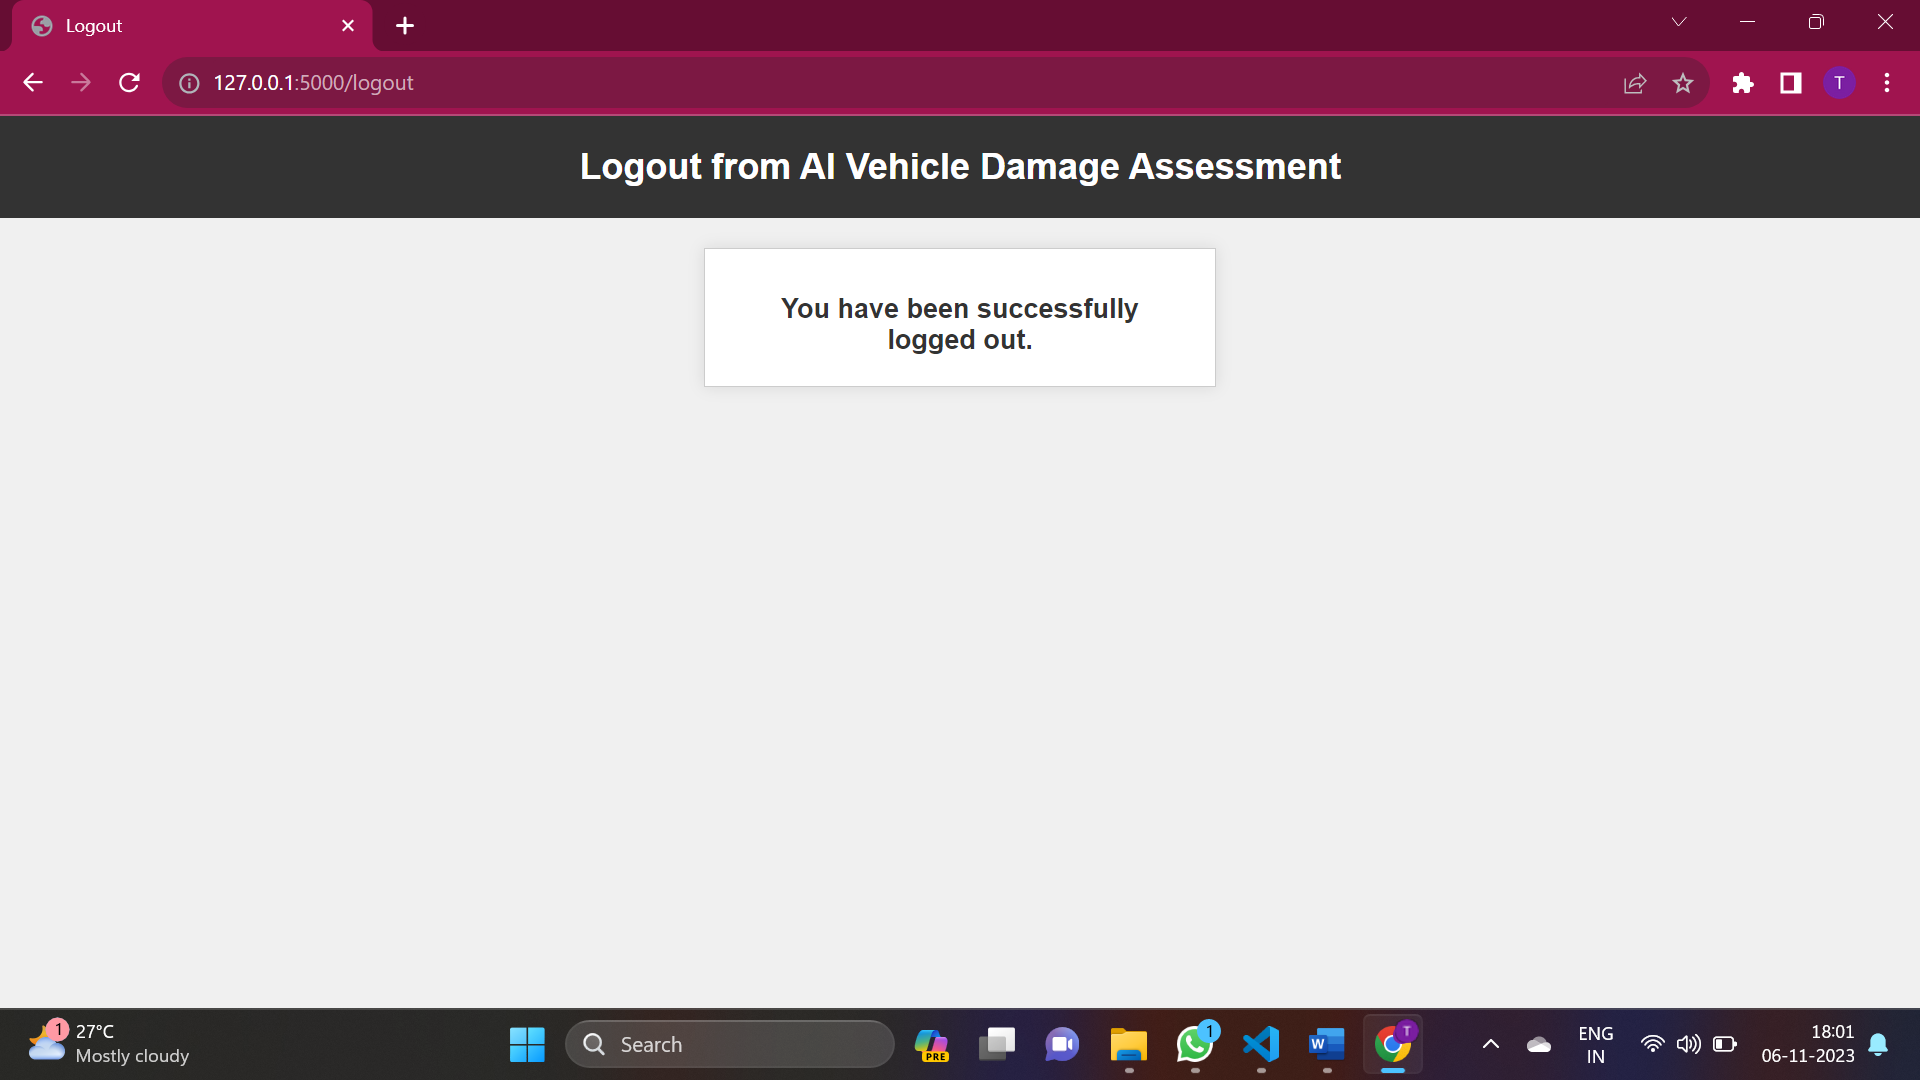 Logout
127.0.0.1:5000/logout
T
Logout from AI Vehicle Damage Assessment
You have been successfully
logged out.
1
27°C
Mostly cloudy
Search
PRE
1
W
T
ENG
IN
18:01
06-11-2023